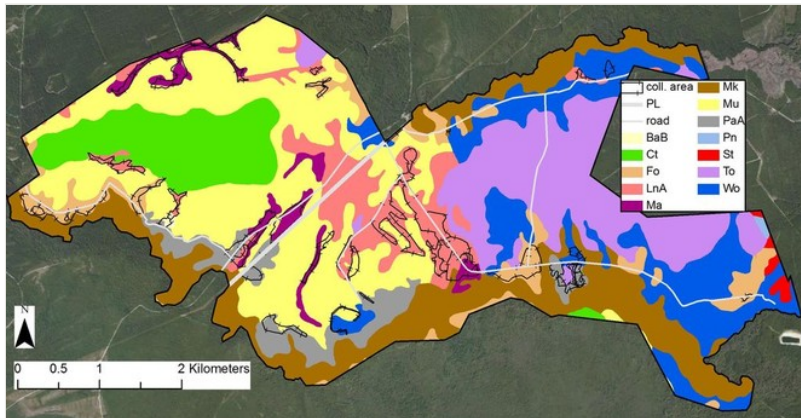 coll. area
PL
road
BaB
Ct
Fo
LnA
Ma
Mk
Mu
PaA
Pn
St
To
Wo
N
0 0.5 1 2 Kilometers